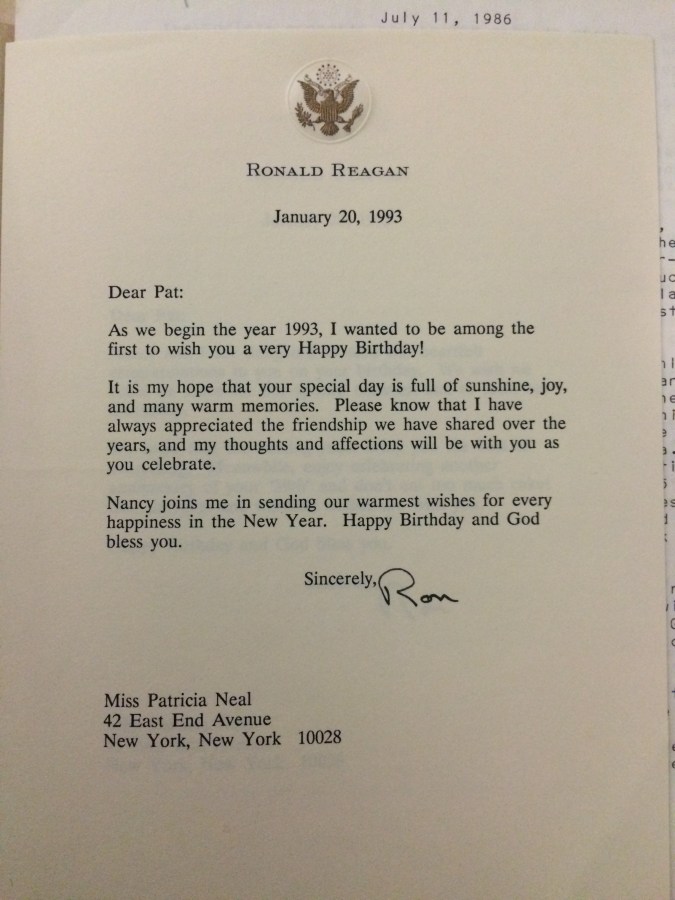 July 11, 1986
RONALD REAGAN
January 20, 1993
Dear Pat:
As we begin the year 1993, I wanted to be among the
first to wish you a very Happy Birthday!
It is my hope that your special day is full of sunshine, joy,
and many warm memories.  Please know that I have
always appreciated the friendship we have shared over the
years, and my thoughts and affections will be with you as
you celebrate.
Nancy joins me in sending our warmest wishes for every
happiness in the New Year.  Happy Birthday and God
bless you.
Sincerely, Ron
Miss Patricia Neal
42 East End Avenue
New York, New York  10028